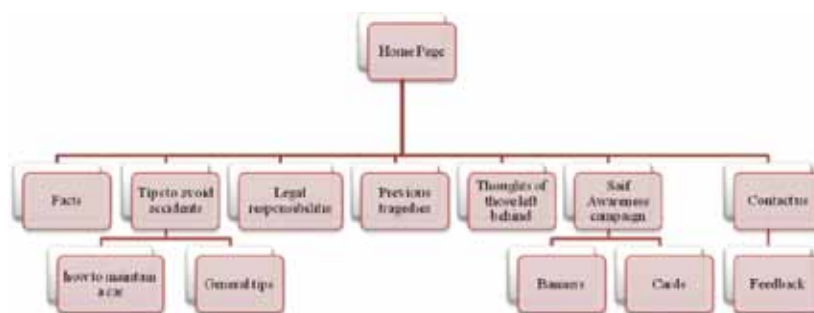 Home Page
Facts
Tips to avoid
accidents
Legal
responsibilitis
Previous
tragedies
Thoughts of
those left
behind
Saif
Awareness
campaign
Contact us
how to maintain
a car
General tips
Banners
Cards
Feedback